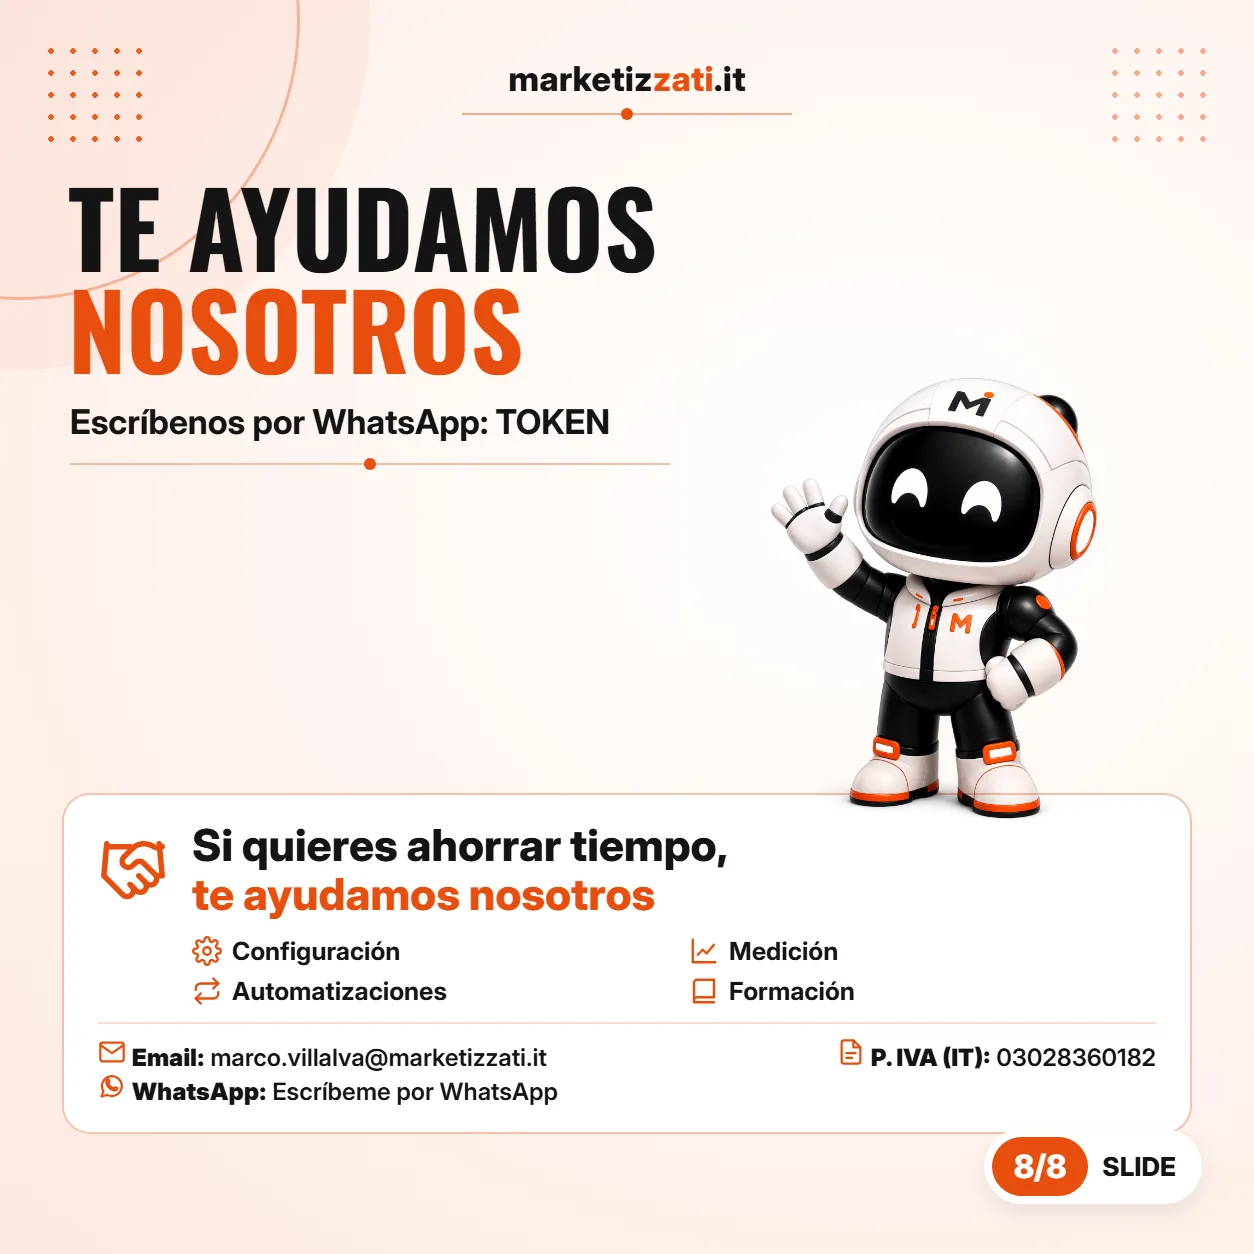 marketizzati.it
TE AYUDAMOS
NOSOTROS
Escríbenos por WhatsApp: TOKEN
M
M
Si quieres ahorrar tiempo,
te ayudamos nosotros
Configuración
Medición
Automatizaciones
Formación
Email: marco.villalva@marketizzati.it
P. IVA (IT): 03028360182
WhatsApp: Escríbeme por WhatsApp
8/8 SLIDE